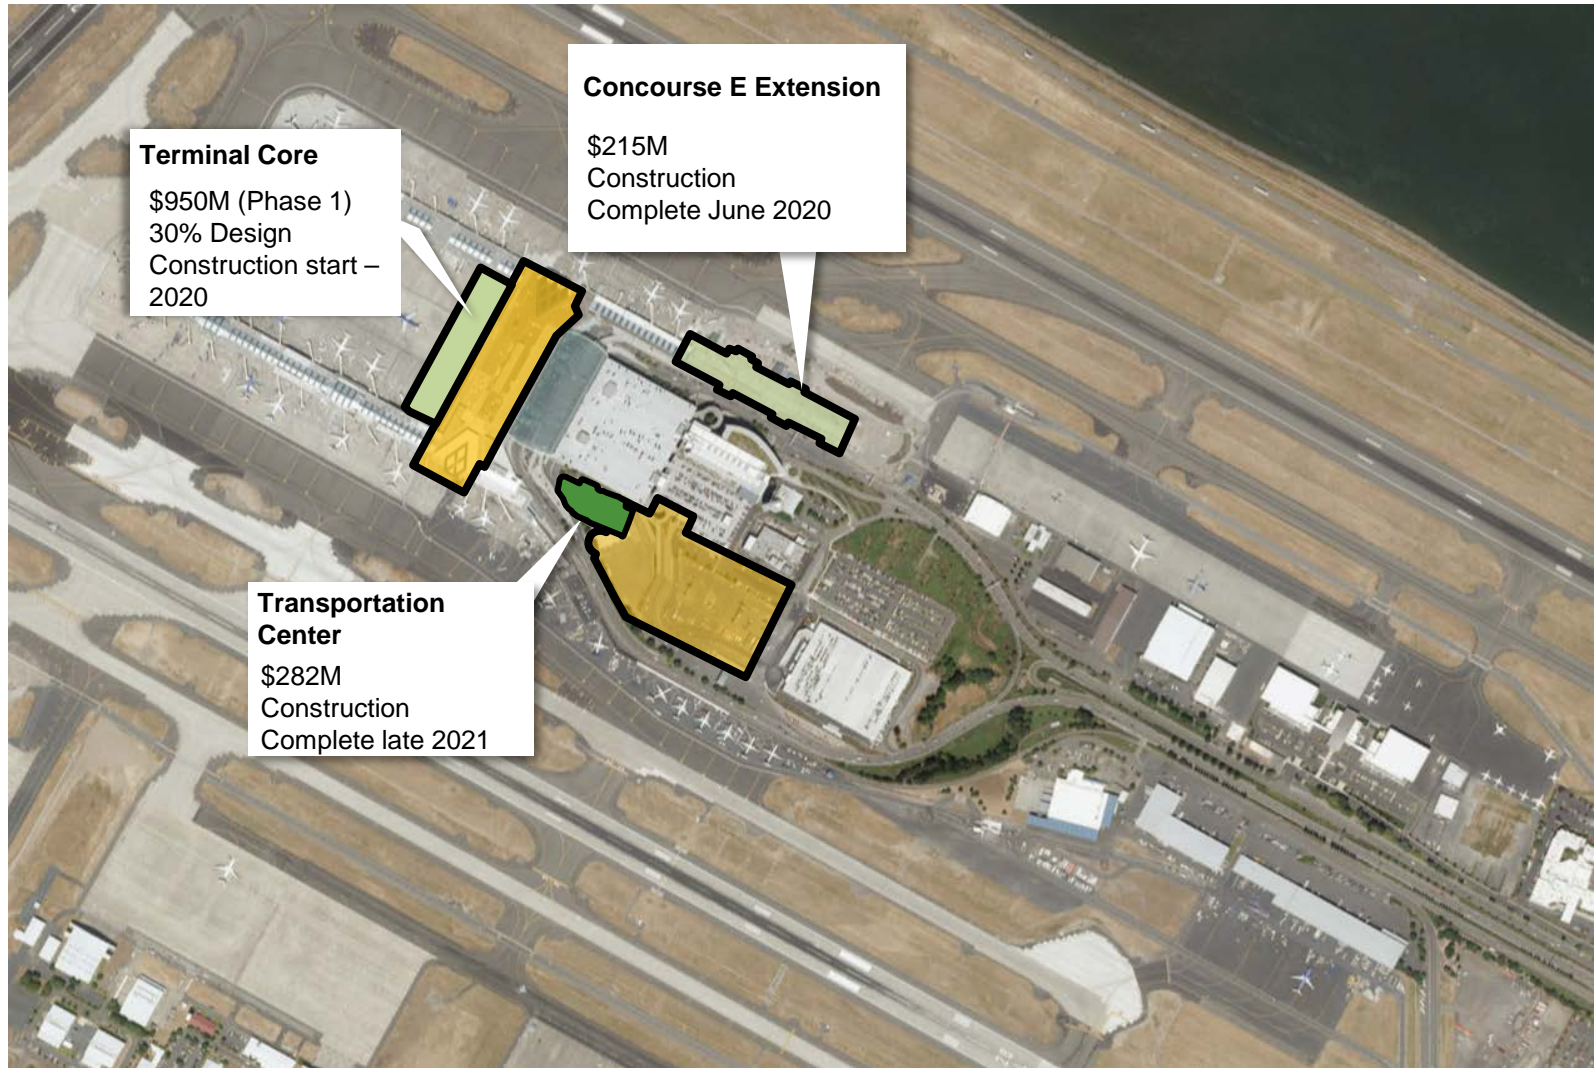 Concourse E Extension
$215M
Construction
Complete June 2020
Terminal Core
$950M (Phase 1)
30% Design
Construction start –
2020
Transportation
Center
$282M
Construction
Complete late 2021